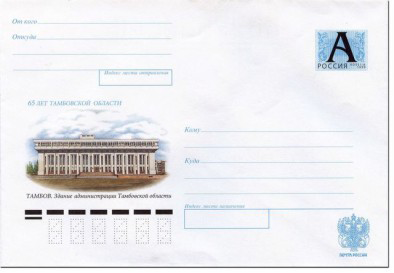 От кого
Откуда
А
РОССИЯ
Индекс места отправления
65 ЛЕТ ТАМБОВСКОЙ ОБЛАСТИ
Кому
Куда
ТАМБОВ. Здание администрации Тамбовской области
Индекс места назначения
ПОЧТА РОССИИ